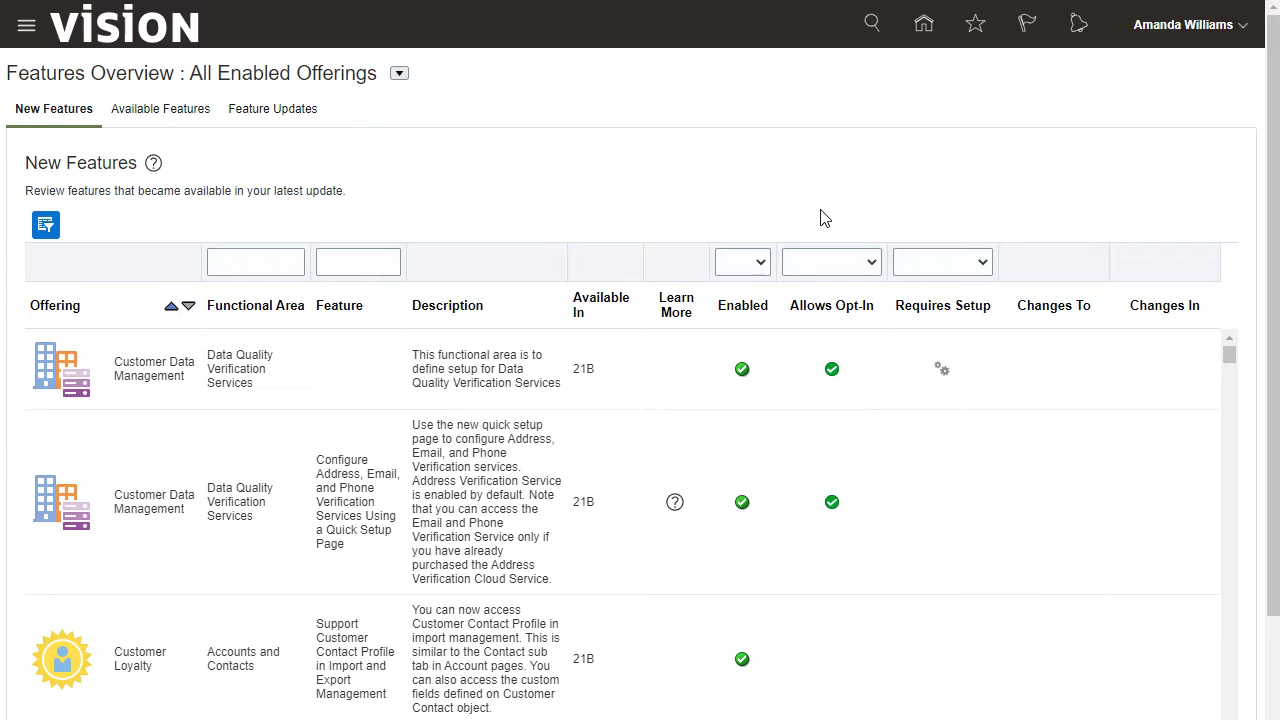 vision
Amanda Williams
Features Overview : All Enabled Offerings
New Features
Available Features
Feature Updates
New Features
Review features that became available in your latest update.
Offering
Functional Area
Feature
Description
Available
In
Learn
More
Enabled
Allows Opt-In
Requires Setup
Changes To
Changes In
Customer Data
Management
Data Quality
Verification
Services
This functional area is to
define setup for Data
Quality Verification Services
21B
Customer Data
Management
Data Quality
Verification
Services
Configure
Address, Email,
and Phone
Verification
Services Using
a Quick Setup
Page
Use the new quick setup
page to configure Address,
Email, and Phone
Verification services.
Address Verification Service
is enabled by default. Note
that you can access the
Email and Phone
Verification Service only if
you have already
purchased the Address
Verification Cloud Service.
21B
Customer
Loyalty
Accounts and
Contacts
Support
Customer
Contact Profile
in Import and
Export
Management
You can now access
Customer Contact Profile in
import management. This is
similar to the Contact sub
tab in Account pages. You
can also access the custom
fields defined on Customer
Contact object.
21B